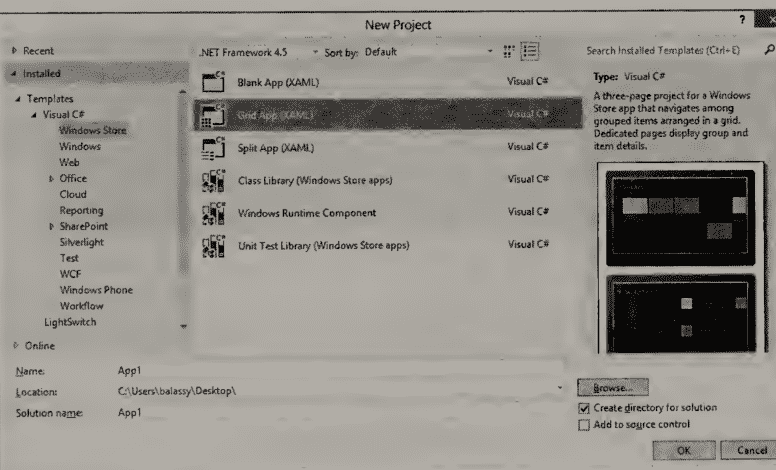 New Project
?
Recent
Installed
Templates
Visual C#
Windows Store
Windows
Web
Office
Cloud
Reporting
SharePoint
Silverlight
Test
WCF
Windows Phone
Workflow
LightSwitch
Online
.NET Framework 4.5 Sort by: Default
Blank App (XAML) Visual C#
Grid App (XAML) Visual C#
Split App (XAML) Visual C#
Class Library (Windows Store apps) Visual C#
Windows Runtime Component Visual C#
Unit Test Library (Windows Store apps) Visual C#
Search Installed Templates (Ctrl+E)
Type: Visual C#
A three-page project for a Windows
Store app that navigates among
grouped items arranged in a grid.
Dedicated pages display group and
item details.
Name: App1
Location: C:\Users\balassy\Desktop\
Solution name: App1
Browse...
Create directory for solution
Add to source control
OK Cancel